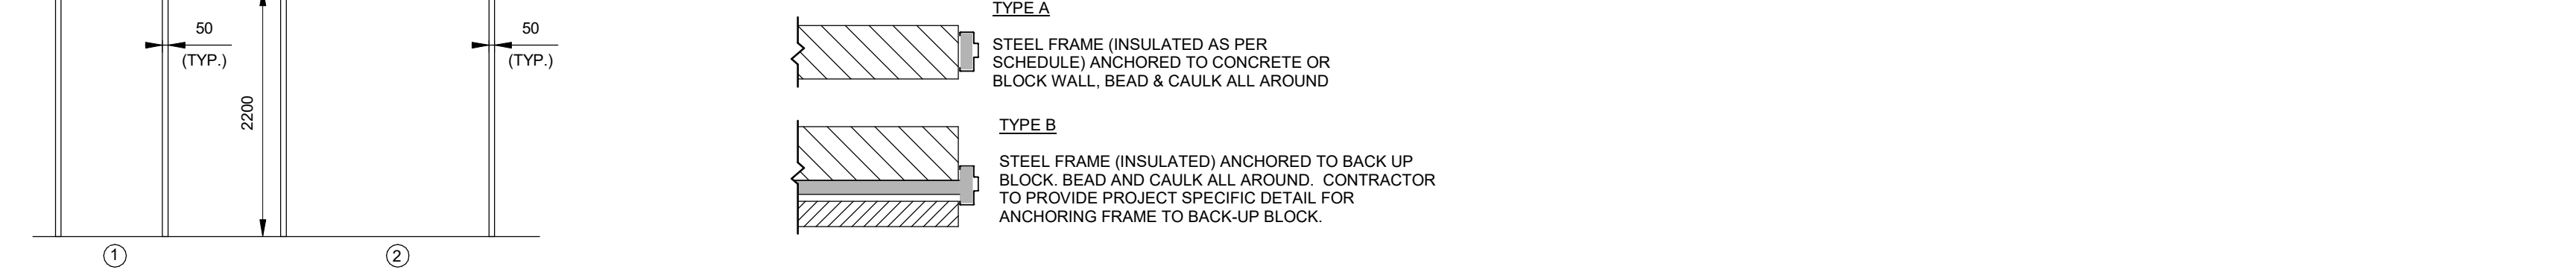 50
(TYP.)
2200
50
(TYP.)
1
2
TYPE A
STEEL FRAME (INSULATED AS PER
SCHEDULE) ANCHORED TO CONCRETE OR
BLOCK WALL, BEAD & CAULK ALL AROUND
TYPE B
STEEL FRAME (INSULATED) ANCHORED TO BACK UP
BLOCK. BEAD AND CAULK ALL AROUND.  CONTRACTOR
TO PROVIDE PROJECT SPECIFIC DETAIL FOR
ANCHORING FRAME TO BACK-UP BLOCK.